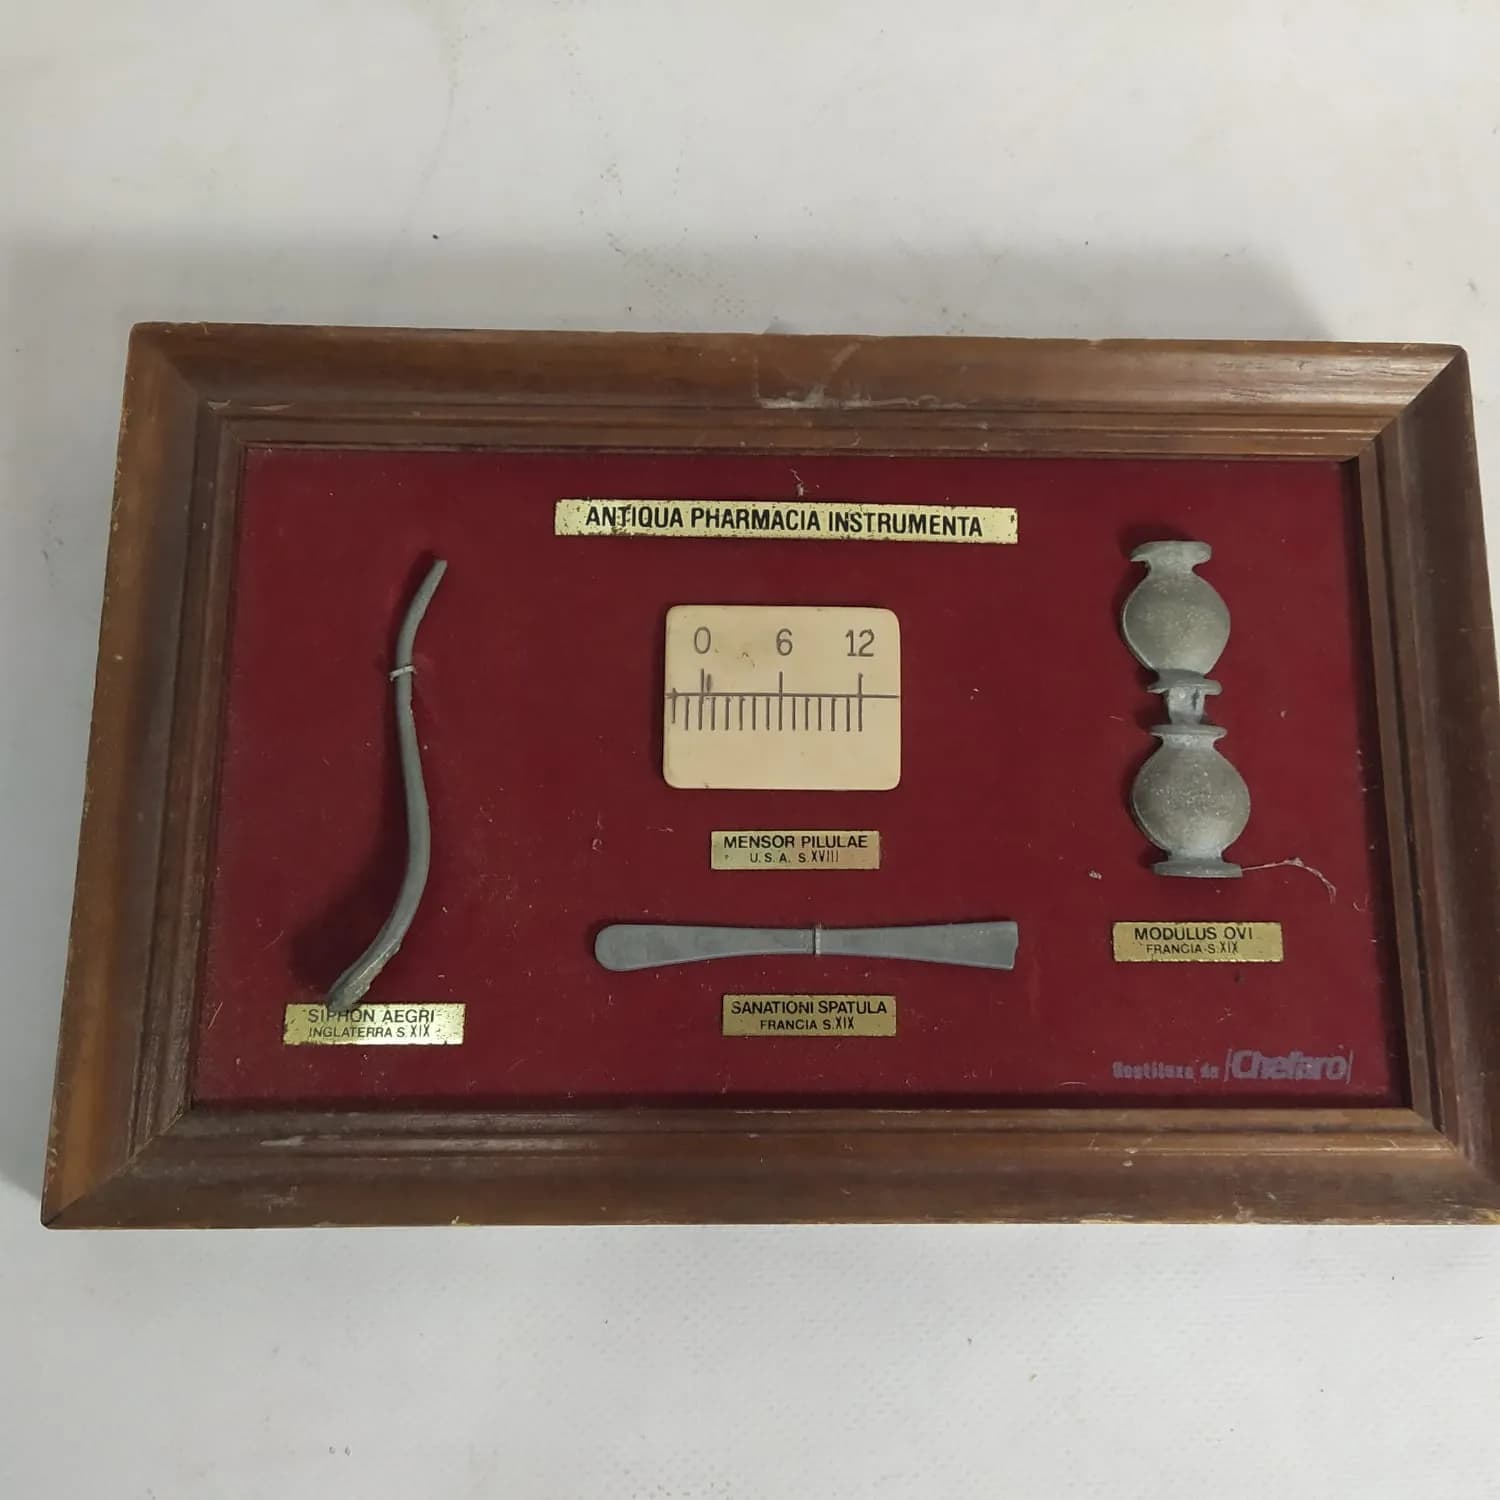 ANTIQUA PHARMACIA INSTRUMENTA
0. 6 12
MENSOR PILULAE
U.S.A. S.XVIII
MODULUS OVI
FRANCIA-S.XIX
SIPHON AEGRI
INGLATERRA S.XIX
SANATIONI SPATULA
FRANCIA S.XIX
de Chefaro